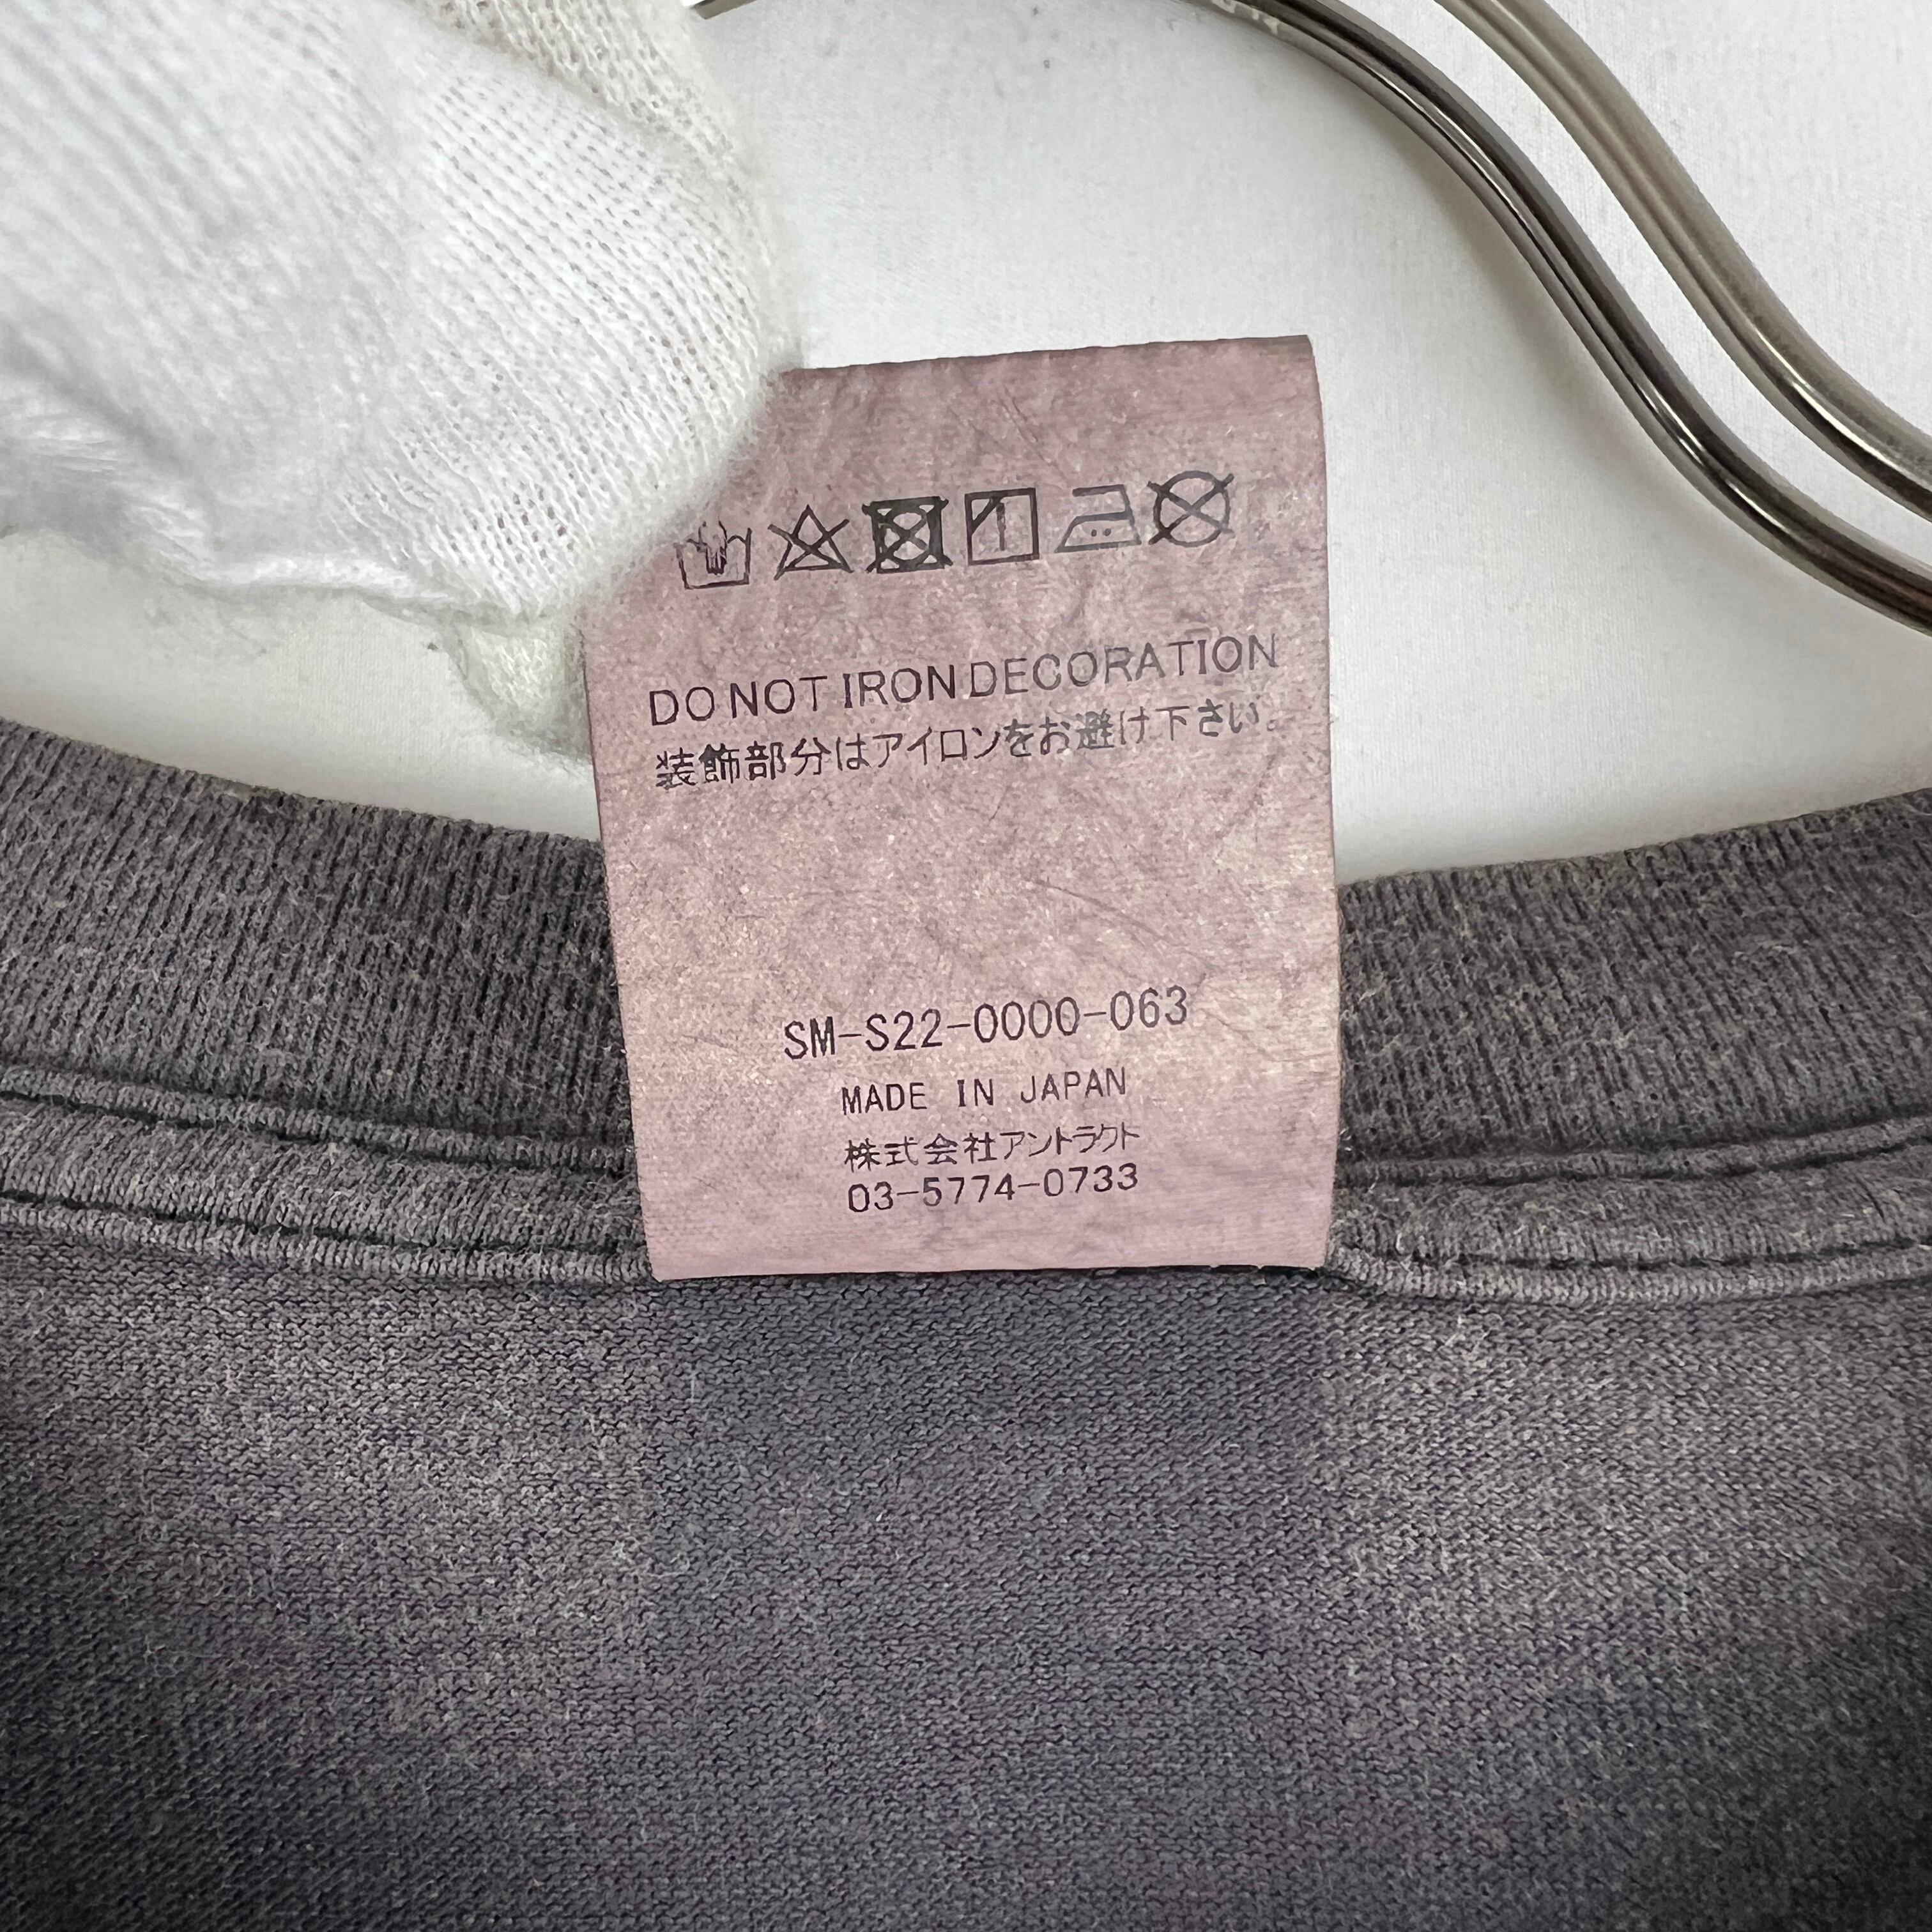 DO NOT IRON DECORATION
装飾部分はアイロンをお避け下さい。
SM-S22-0000-063
MADE IN JAPAN
株式会社アントラクト
03-5774-0733